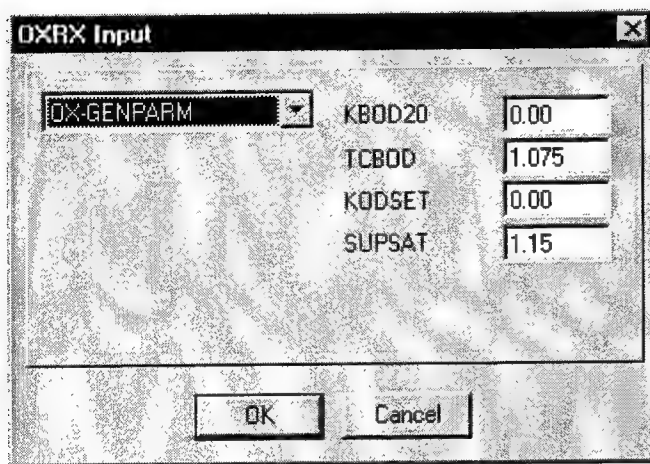 OXRX Input
OX-GENPARM
KBOD20 0.00
TCBOD 1.075
KODSET 0.00
SUPSAT 1.15
OK Cancel